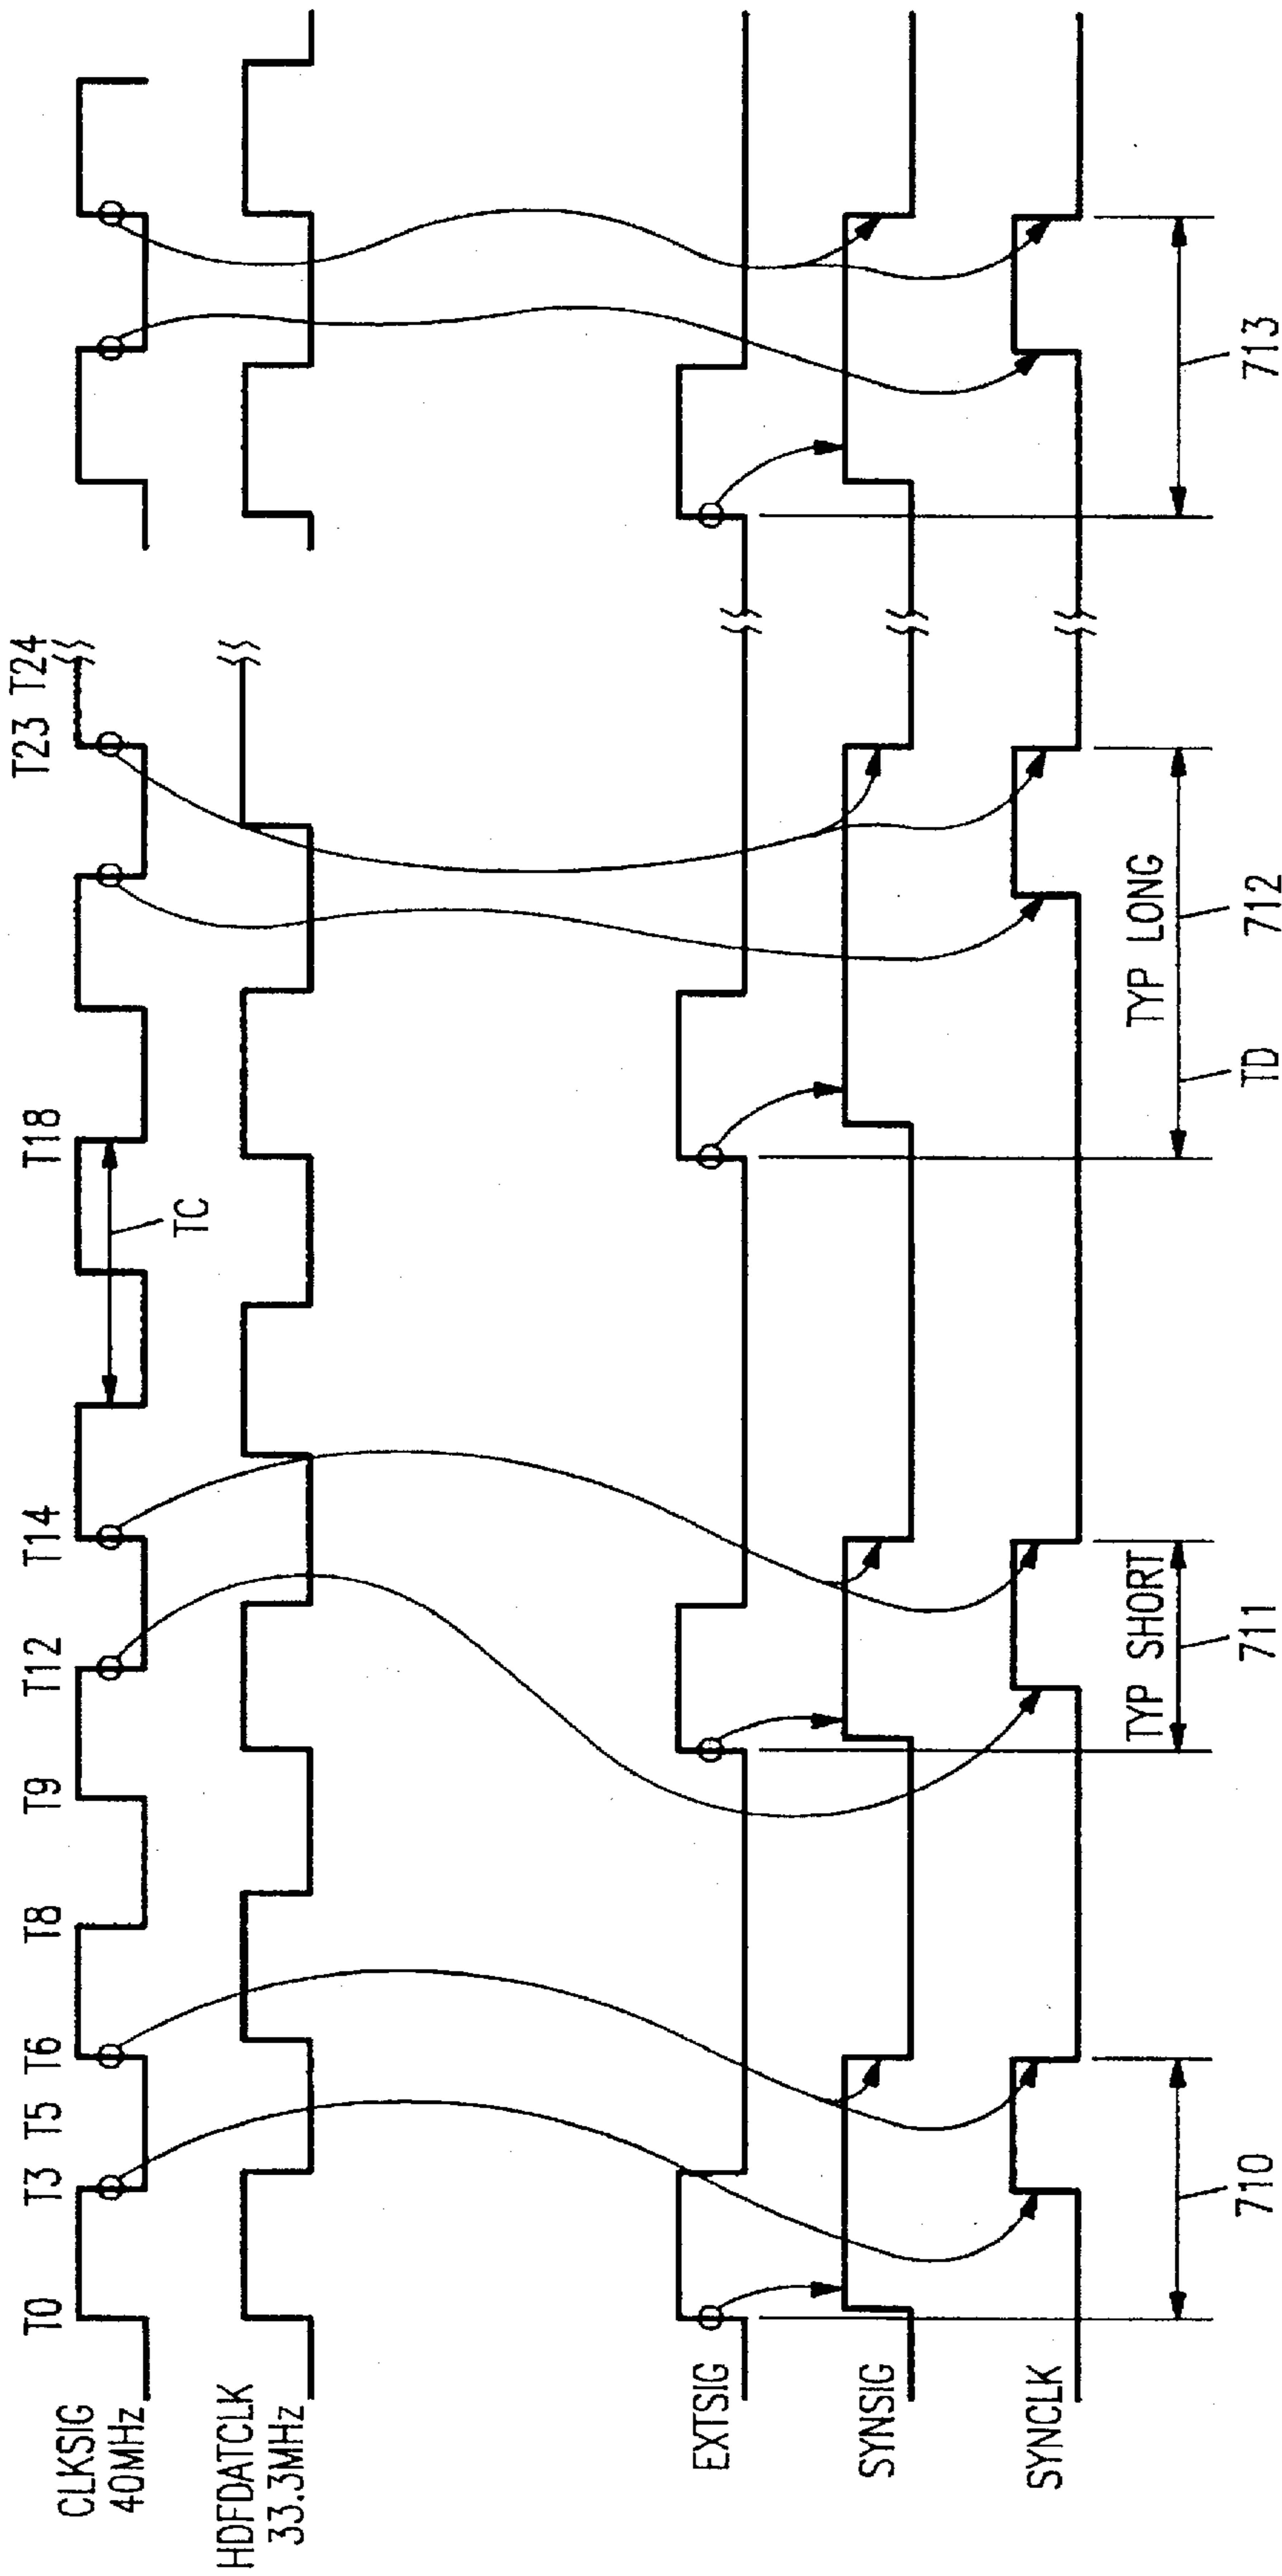 T0 T3 T5 T6 T8 T9 T12 T14 T18 T23 T24
CLKSIG
40MHz
TC
HDFDATCLK
33.3MHz
EXTSIG
SYNSIG
SYNCLK
TYP SHORT
TYP LONG
710
711
TD
712
713